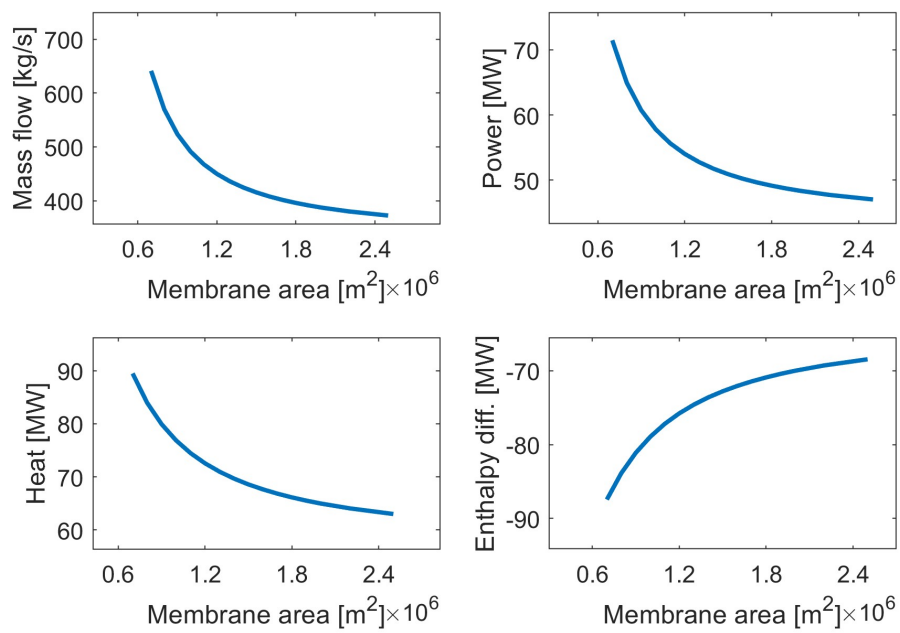 Mass flow [kg/s]
700
600
500
400
0.6 1.2 1.8 2.4
Membrane area [m²]×10⁶
Power [MW]
70
60
50
0.6 1.2 1.8 2.4
Membrane area [m²]×10⁶
Heat [MW]
90
80
70
60
0.6 1.2 1.8 2.4
Membrane area [m²]×10⁶
Enthalpy diff. [MW]
-70
-80
-90
0.6 1.2 1.8 2.4
Membrane area [m²]×10⁶